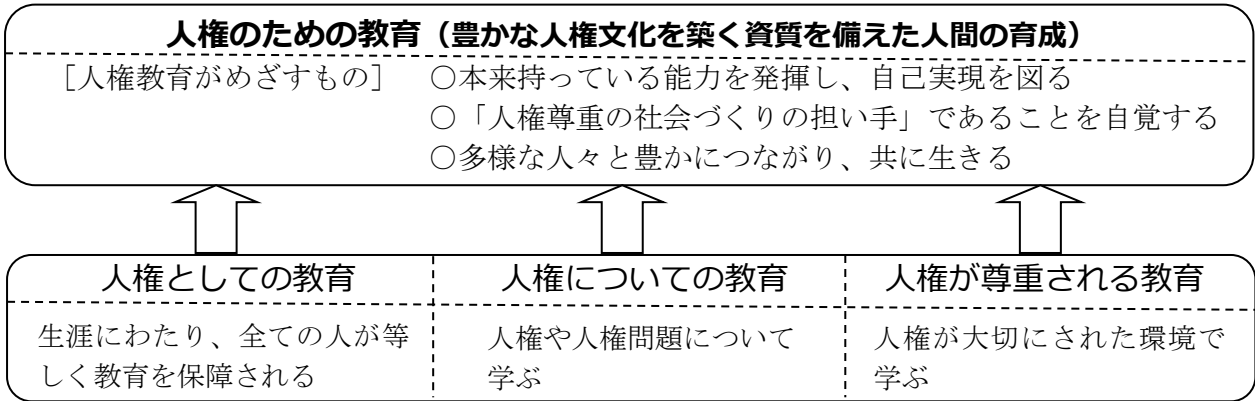 人権のための教育（豊かな人権文化を築く資質を備えた人間の育成）
［人権教育がめざすもの］ ○本来持っている能力を発揮し、自己実現を図る
○「人権尊重の社会づくりの担い手」であることを自覚する
○多様な人々と豊かにつながり、共に生きる
人権としての教育
生涯にわたり、全ての人が等
しく教育を保障される
人権についての教育
人権や人権問題について
学ぶ
人権が尊重される教育
人権が大切にされた環境で
学ぶ